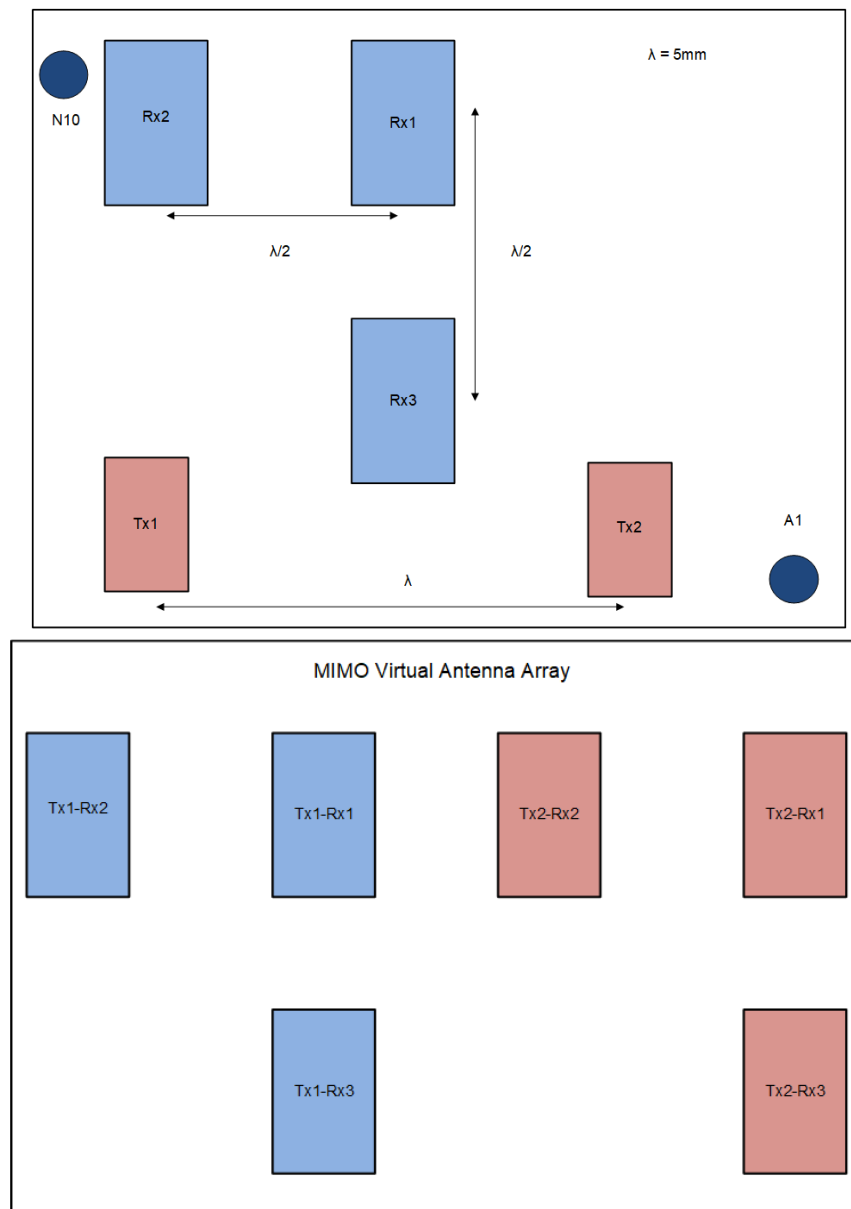 λ = 5mm
N10
Rx2
Rx1
λ/2
λ/2
Rx3
Tx1
Tx2
A1
λ
MIMO Virtual Antenna Array
Tx1-Rx2
Tx1-Rx1
Tx2-Rx2
Tx2-Rx1
Tx1-Rx3
Tx2-Rx3